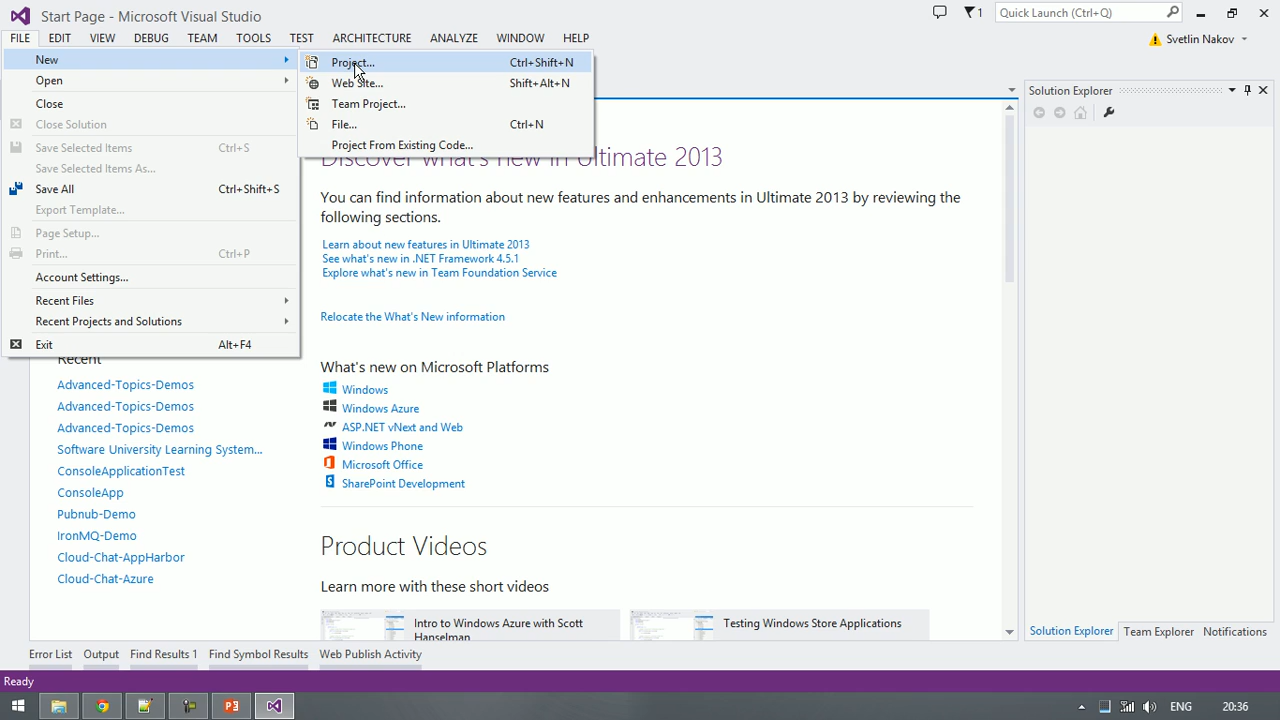 Start Page - Microsoft Visual Studio
1
Quick Launch (Ctrl+Q)
FILE EDIT VIEW DEBUG TEAM TOOLS TEST ARCHITECTURE ANALYZE WINDOW HELP
Svetlin Nakov
New
Open
Close
Close Solution
Save Selected Items Ctrl+S
Save Selected Items As...
Save All Ctrl+Shift+S
Export Template...
Page Setup...
Print... Ctrl+P
Account Settings...
Recent Files
Recent Projects and Solutions
Exit Alt+F4
Project... Ctrl+Shift+N
Web Site... Shift+Alt+N
Team Project...
File... Ctrl+N
Project From Existing Code...
Recent
Advanced-Topics-Demos
Advanced-Topics-Demos
Advanced-Topics-Demos
Software University Learning System...
ConsoleApplicationTest
ConsoleApp
Pubnub-Demo
IronMQ-Demo
Cloud-Chat-AppHarbor
Cloud-Chat-Azure
Discover what's new in Ultimate 2013
You can find information about new features and enhancements in Ultimate 2013 by reviewing the
following sections.
Learn about new features in Ultimate 2013
See what's new in .NET Framework 4.5.1
Explore what's new in Team Foundation Service
Relocate the What's New information
What's new on Microsoft Platforms
Windows
Windows Azure
ASP.NET vNext and Web
Windows Phone
Microsoft Office
SharePoint Development
Product Videos
Learn more with these short videos
Intro to Windows Azure with Scott
Hanselman
Testing Windows Store Applications
Solution Explorer
Solution Explorer Team Explorer Notifications
Error List Output Find Results 1 Find Symbol Results Web Publish Activity
Ready
ENG 20:36